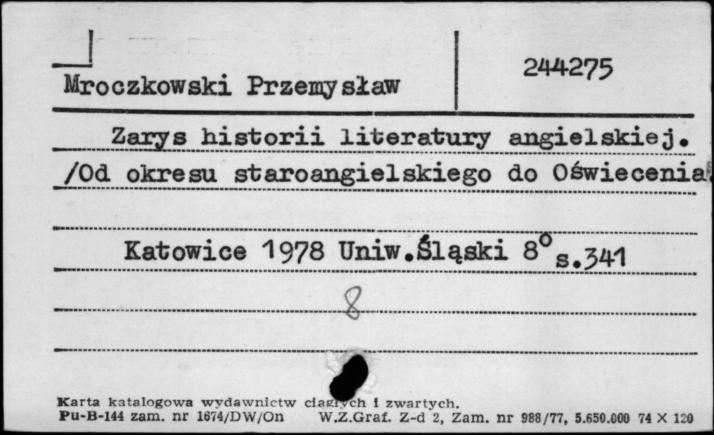 244275
Mroczkowski Przemysław
Zarys historii literatury angielskiej.
/Od okresu staroangielskiego do Oświecenia
Katowice 1978 Uniw.Śląski 8° s.341
8
Karta katalogowa wydawnictw ciągłych i zwartych.
Pu-B-144 zam. nr 1674/DW/On W.Z.Graf. Z-d 2, Zam. nr 988/77, 5.650.000 74 X 120